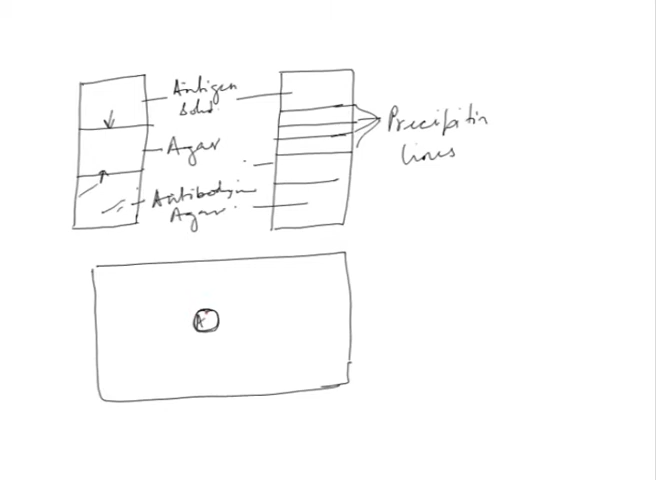 Antigen
Soln.
Agar
Antibody in
Agar
Precipitin
lines
A